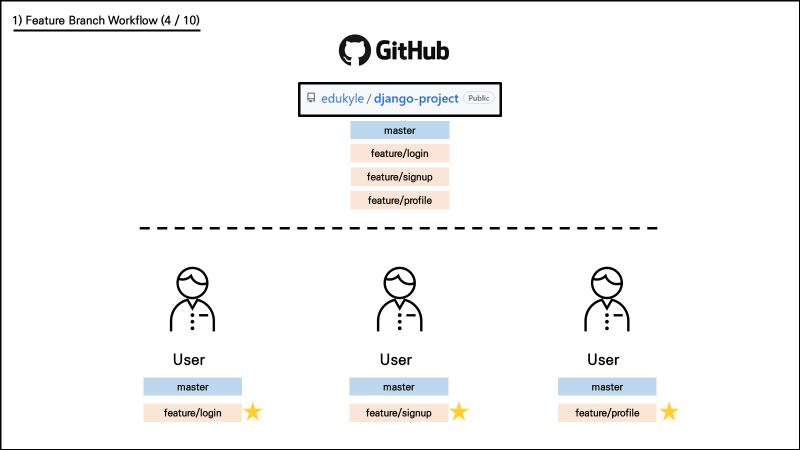 1) Feature Branch Workflow (4 / 10)
GitHub
edukyle / django-project Public
master
feature/login
feature/signup
feature/profile
User User User
master master master
feature/login feature/signup feature/profile